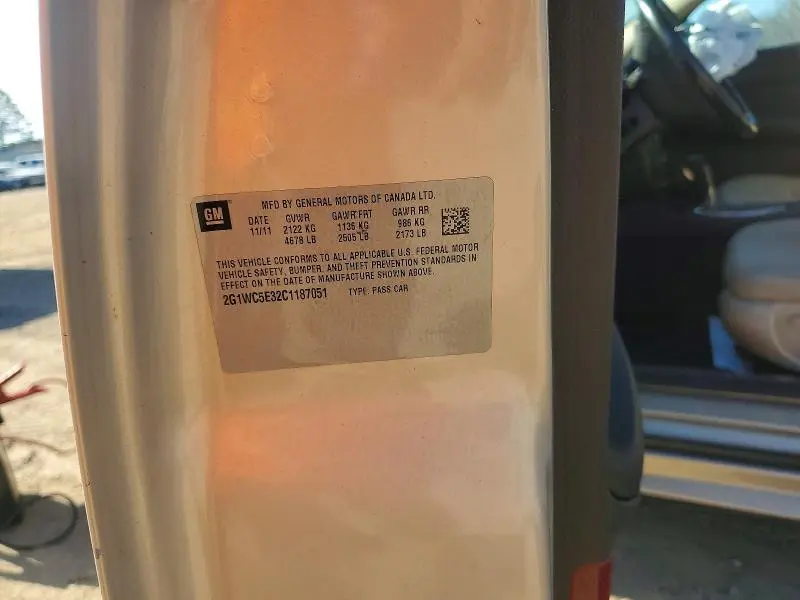 GM
MFD BY GENERAL MOTORS OF CANADA LTD.
DATE GVWR GAWR FRT GAWR RR
11/11 2122 KG 1136 KG 986 KG
4678 LB 2505 LB 2173 LB
THIS VEHICLE CONFORMS TO ALL APPLICABLE U.S. FEDERAL MOTOR
VEHICLE SAFETY, BUMPER, AND THEFT PREVENTION STANDARDS IN
EFFECT ON THE DATE OF MANUFACTURE SHOWN ABOVE.
2G1WC5E32C1187051 TYPE: PASS CAR